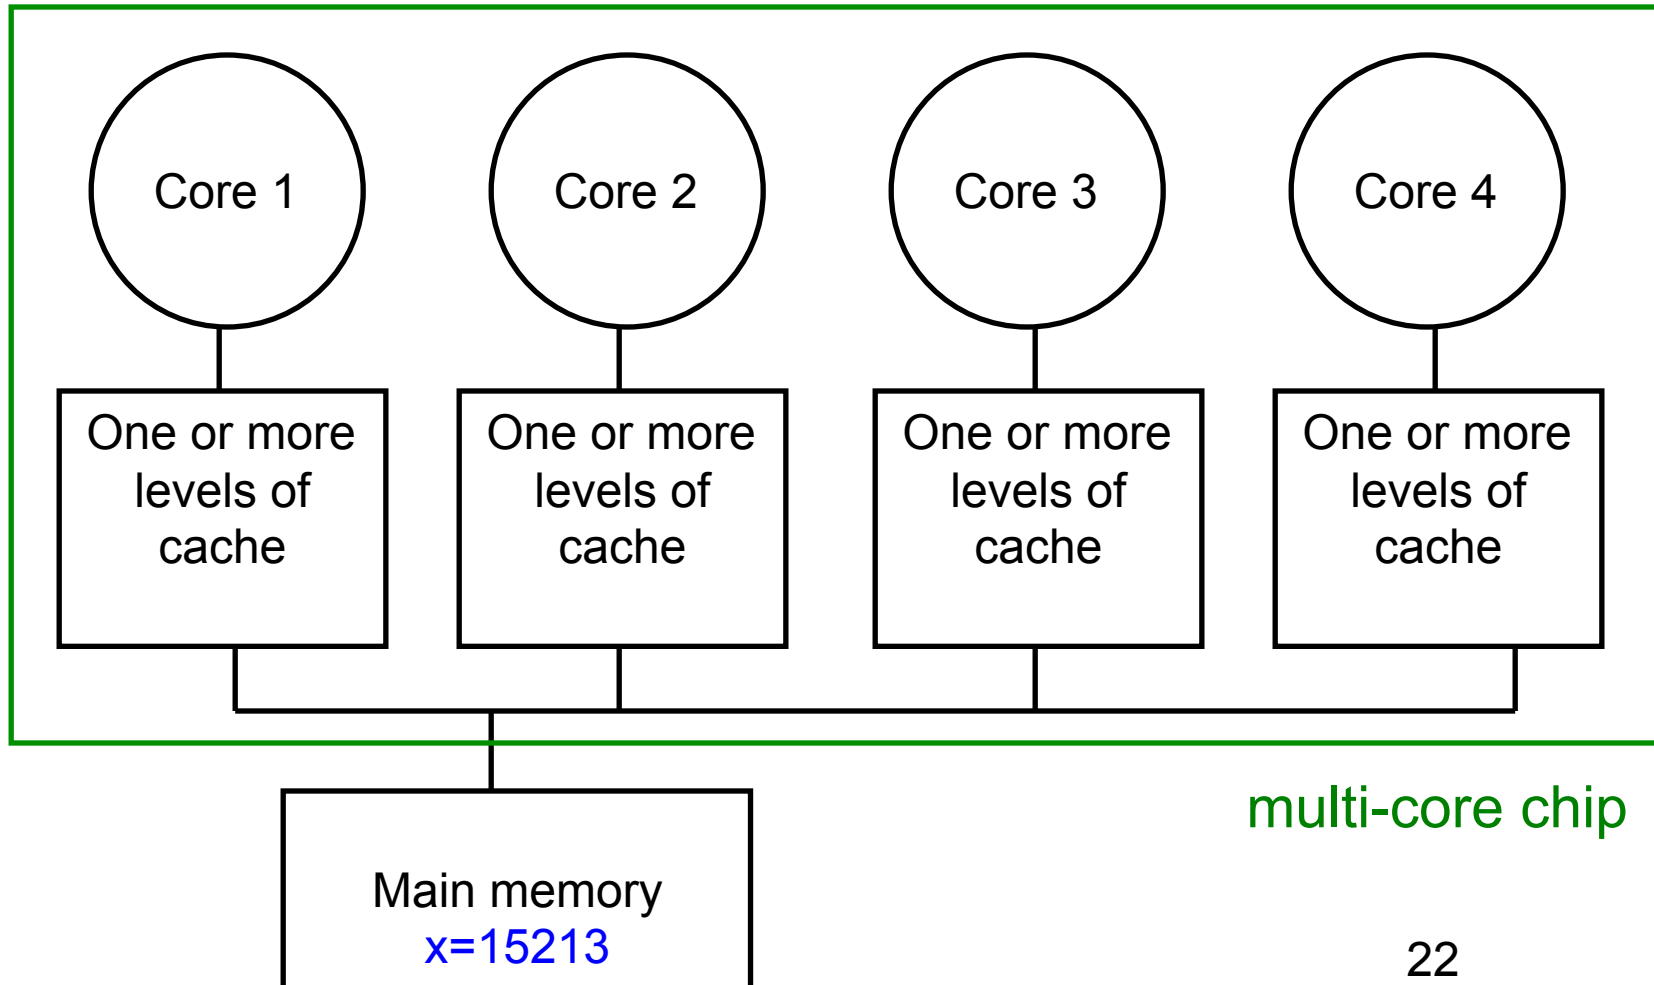 Core 1
Core 2
Core 3
Core 4
One or more
levels of
cache
One or more
levels of
cache
One or more
levels of
cache
One or more
levels of
cache
multi-core chip
Main memory
x=15213
22